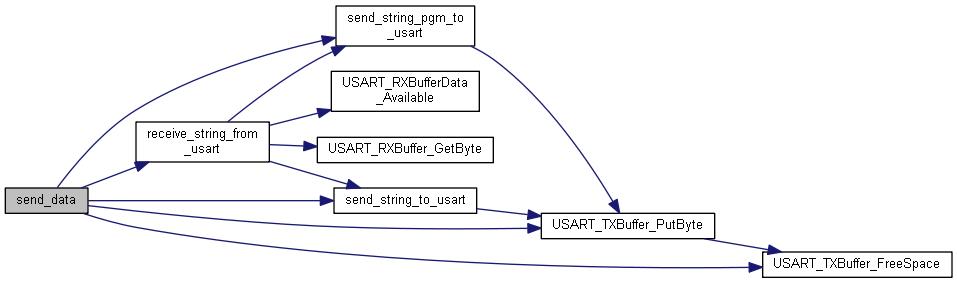 send_string_pgm_to
_usart
USART_RXBufferData
_Available
receive_string_from
_usart
USART_RXBuffer_GetByte
send_data
send_string_to_usart
USART_TXBuffer_PutByte
USART_TXBuffer_FreeSpace